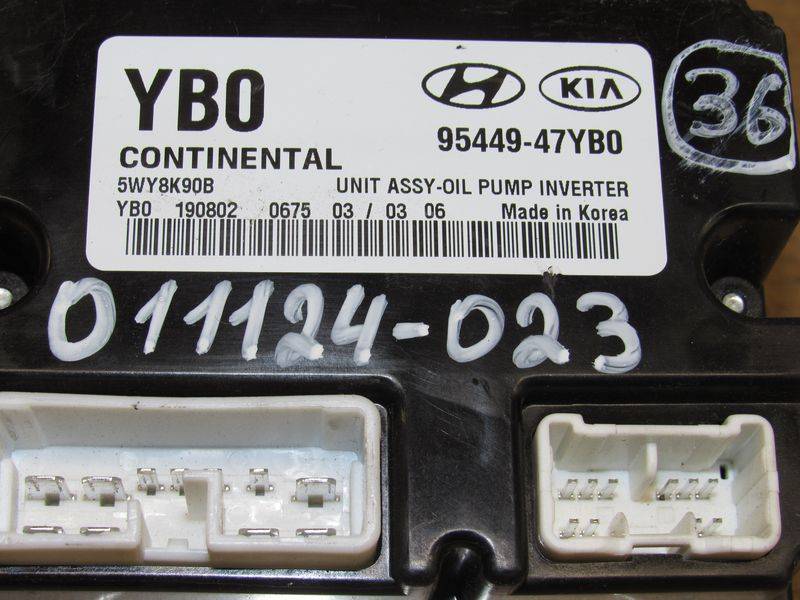 YB0
KIA
36
95449-47YB0
CONTINENTAL
5WY8K90B UNIT ASSY-OIL PUMP INVERTER
YB0 190802 0675 03 / 03 06 Made in Korea
011124-023